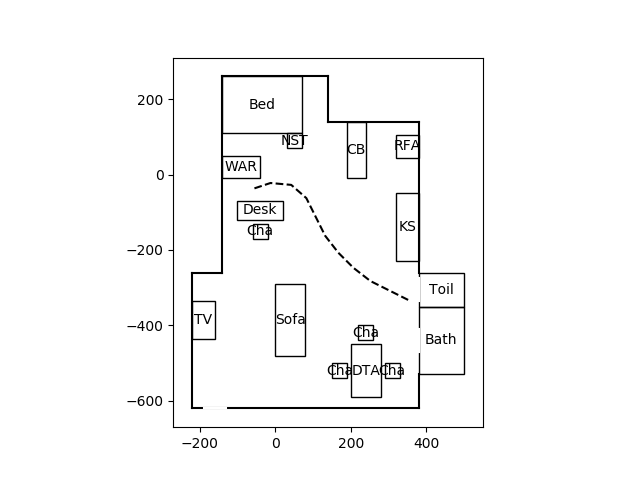 200
0
−200
−400
−600
−200
0
200
400
Bed
NST
CB
RFA
WAR
Desk
Cha
KS
Toil
TV
Sofa
Bath
Cha
Cha
DTA
Cha